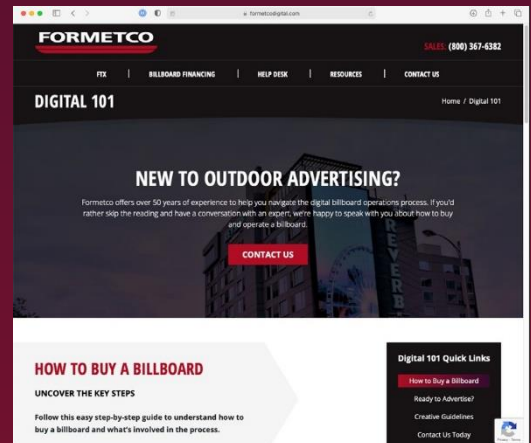 formetcodigital.com
FORMETCO
SALES: (800) 367-6382
FTX | BILLBOARD FINANCING | HELP DESK | RESOURCES | CONTACT US
DIGITAL 101
Home / Digital 101
NEW TO OUTDOOR ADVERTISING?
Formetco offers over 50 years of experience to help you navigate the digital billboard operations process. If you'd
rather skip the reading and have a conversation with an expert, we're happy to speak with you about how to buy
and operate a billboard.
CONTACT US
REVERB
HOW TO BUY A BILLBOARD
UNCOVER THE KEY STEPS
Follow this easy step-by-step guide to understand how to
buy a billboard and what's involved in the process.
Digital 101 Quick Links
How to Buy a Billboard
Ready to Advertise?
Creative Guidelines
Contact Us Today